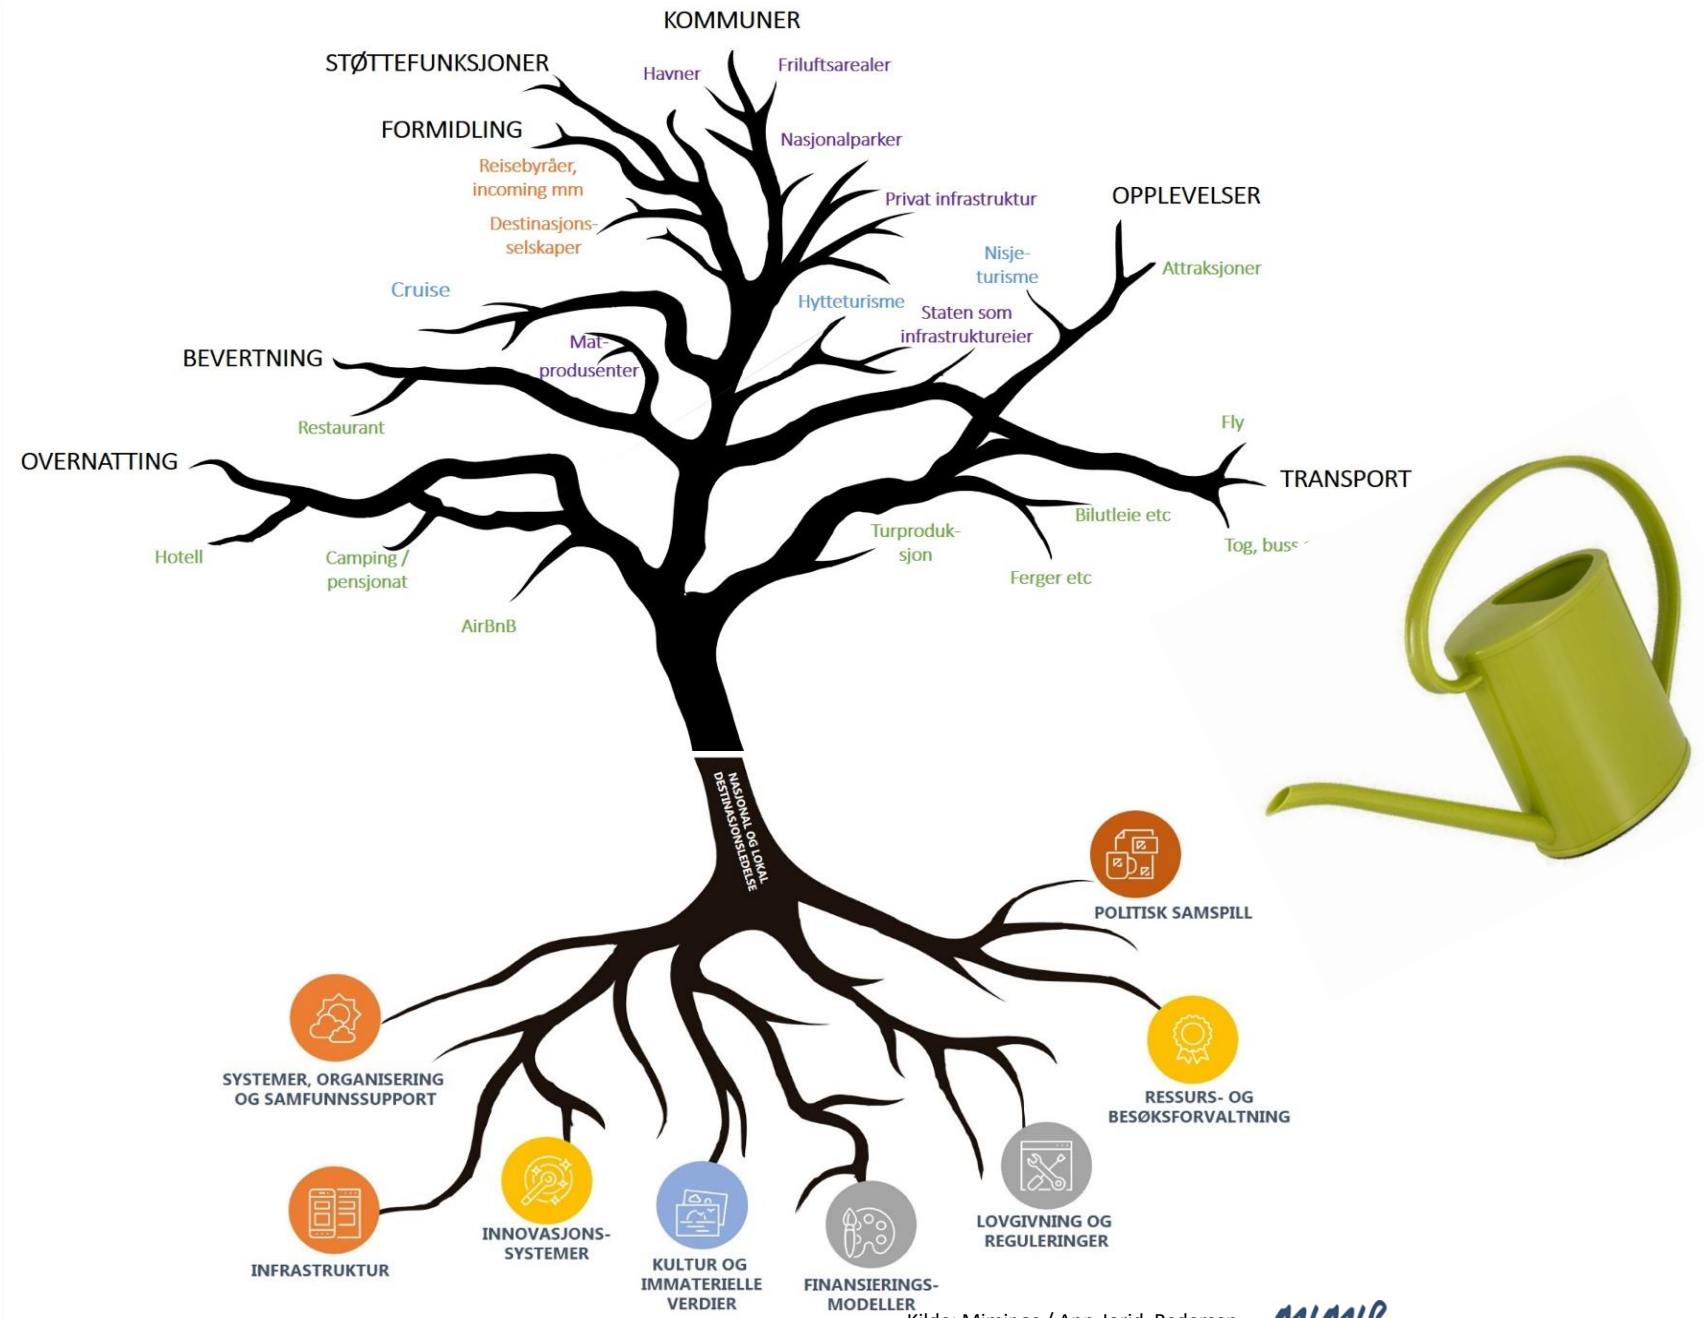 KOMMUNER
STØTTEFUNKSJONER
Havner
Friluftsarealer
FORMIDLING
Nasjonalparker
Reisebyråer,
incoming mm
Privat infrastruktur
OPPLEVELSER
Destinasjons-
selskaper
Nisje-
turisme
Attraksjoner
Cruise
Hytteturisme
Staten som
infrastruktureier
Mat-
produsenter
BEVERTNING
Restaurant
Fly
OVERNATTING
TRANSPORT
Hotell
Camping /
pensjonat
AirBnB
Turproduk-
sjon
Bilutleie etc
Ferger etc
Tog, buss
NASJONAL OG LOKAL
DESTINASJONSLEDELSE
POLITISK SAMSPILL
SYSTEMER, ORGANISERING
OG SAMFUNNSSUPPORT
RESSURS- OG
BESØKSFORVALTNING
INFRASTRUKTUR
INNOVASJONS-
SYSTEMER
KULTUR OG
IMMATERIELLE
VERDIER
FINANSIERINGS-
MODELLER
LOVGIVNING OG
REGULERINGER